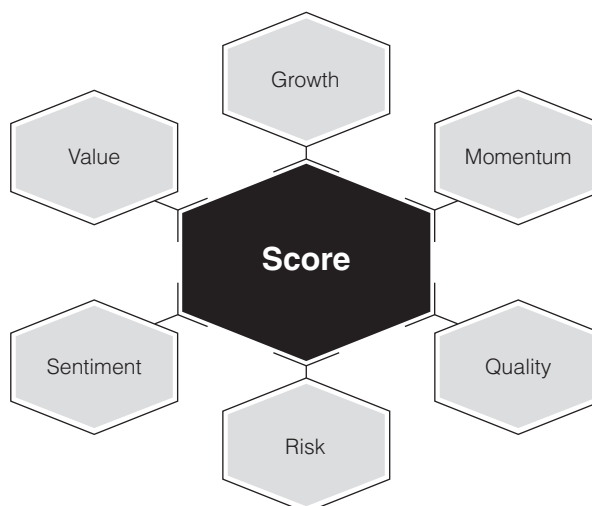 Growth
Value
Momentum
Score
Sentiment
Quality
Risk